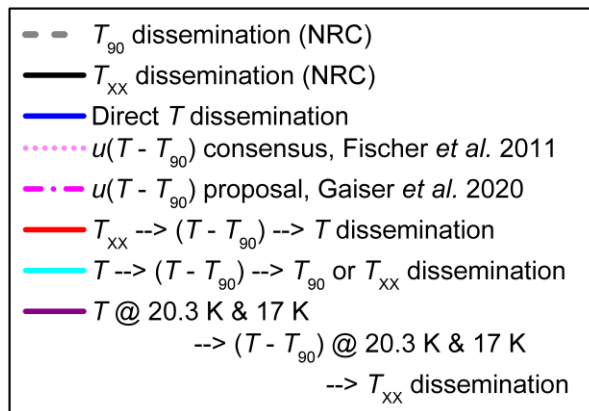 T90 dissemination (NRC)
TXX dissemination (NRC)
Direct T dissemination
u(T - T90) consensus, Fischer et al. 2011
u(T - T90) proposal, Gaiser et al. 2020
TXX --> (T - T90) --> T dissemination
T --> (T - T90) --> T90 or TXX dissemination
T @ 20.3 K & 17 K
--> (T - T90) @ 20.3 K & 17 K
--> TXX dissemination